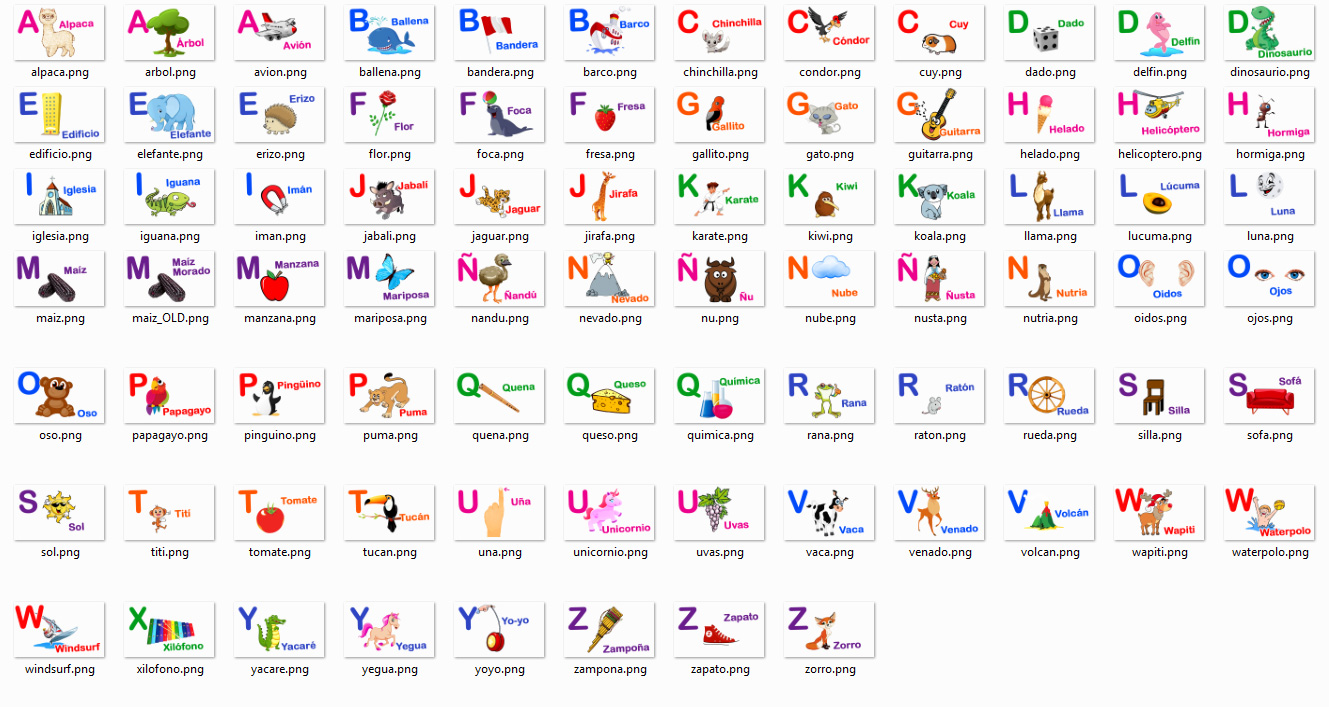 A Alpaca
A Árbol
A Avión
B Ballena
B Bandera
B Barco
C Chinchilla
C Cóndor
C Cuy
D Dado
D Delfin
D Dinosaurio
alpaca.png arbol.png avion.png ballena.png bandera.png barco.png chinchilla.png condor.png cuy.png dado.png delfin.png dinosaurio.png
E Edificio
E Elefante
E Erizo
F Flor
F Foca
F Fresa
G Gallito
G Gato
G Guitarra
H Helado
H Helicóptero
H Hormiga
edificio.png elefante.png erizo.png flor.png foca.png fresa.png gallito.png gato.png guitarra.png helado.png helicoptero.png hormiga.png
I Iglesia
I Iguana
I Imán
J Jabalí
J Jaguar
J Jirafa
K Karate
K Kiwi
K Koala
L Llama
L Lúcuma
L Luna
iglesia.png iguana.png iman.png jabali.png jaguar.png jirafa.png karate.png kiwi.png koala.png llama.png lucuma.png luna.png
M Maíz
M Maíz
Morado
M Manzana
M Mariposa
Ñ Ñandú
N Nevado
Ñ Ñu
N Nube
Ñ Ñusta
N Nutria
O Oidos
O Ojos
maiz.png maiz_OLD.png manzana.png mariposa.png nandu.png nevado.png nu.png nube.png nusta.png nutria.png oidos.png ojos.png
O Oso
P Papagayo
P Pingüino
P Puma
Q Quena
Q Queso
Q Química
R Rana
R Ratón
R Rueda
S Silla
S Sofá
oso.png papagayo.png pinguino.png puma.png quena.png queso.png quimica.png rana.png raton.png rueda.png silla.png sofa.png
S Sol
T Tití
T Tomate
T Tucán
U Uña
U Unicornio
U Uvas
V Vaca
V Venado
V Volcán
W Wapiti
W Waterpolo
sol.png titi.png tomate.png tucan.png una.png unicornio.png uvas.png vaca.png venado.png volcan.png wapiti.png waterpolo.png
W Windsurf
X Xilófono
Y Yacaré
Y Yegua
Y Yo-yo
Z Zampoña
Z Zapato
Z Zorro
windsurf.png xilofono.png yacare.png yegua.png yoyo.png zampona.png zapato.png zorro.png